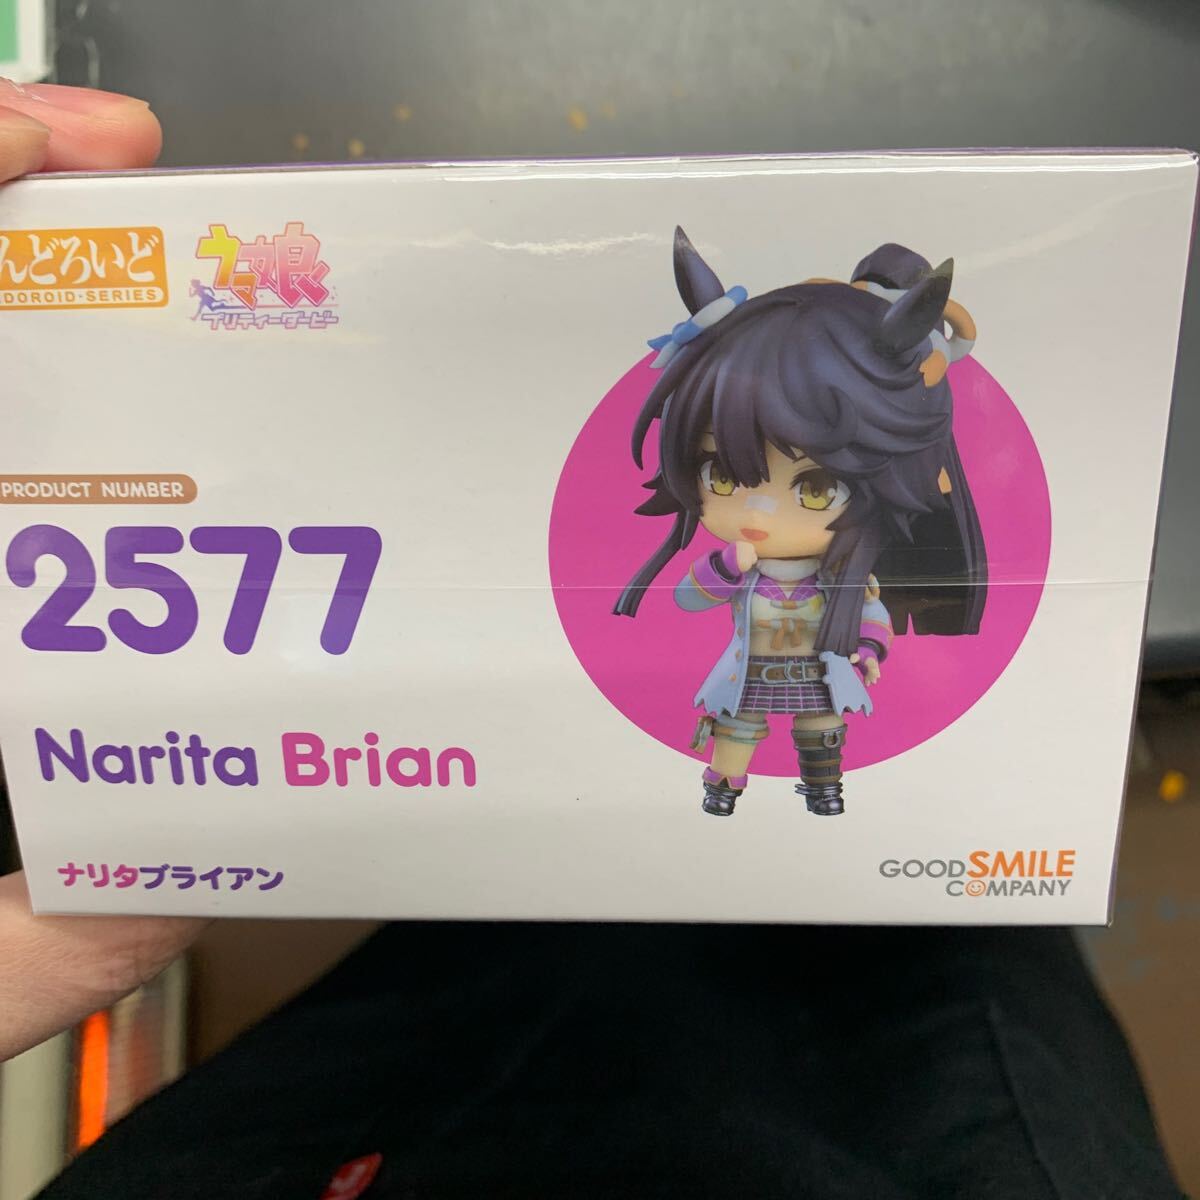 んどろいど
DOROID-SERIES
ウマ娘
プリティーダービー
PRODUCT NUMBER
2577
Narita Brian
ナリタブライアン
GOOD SMILE
COMPANY